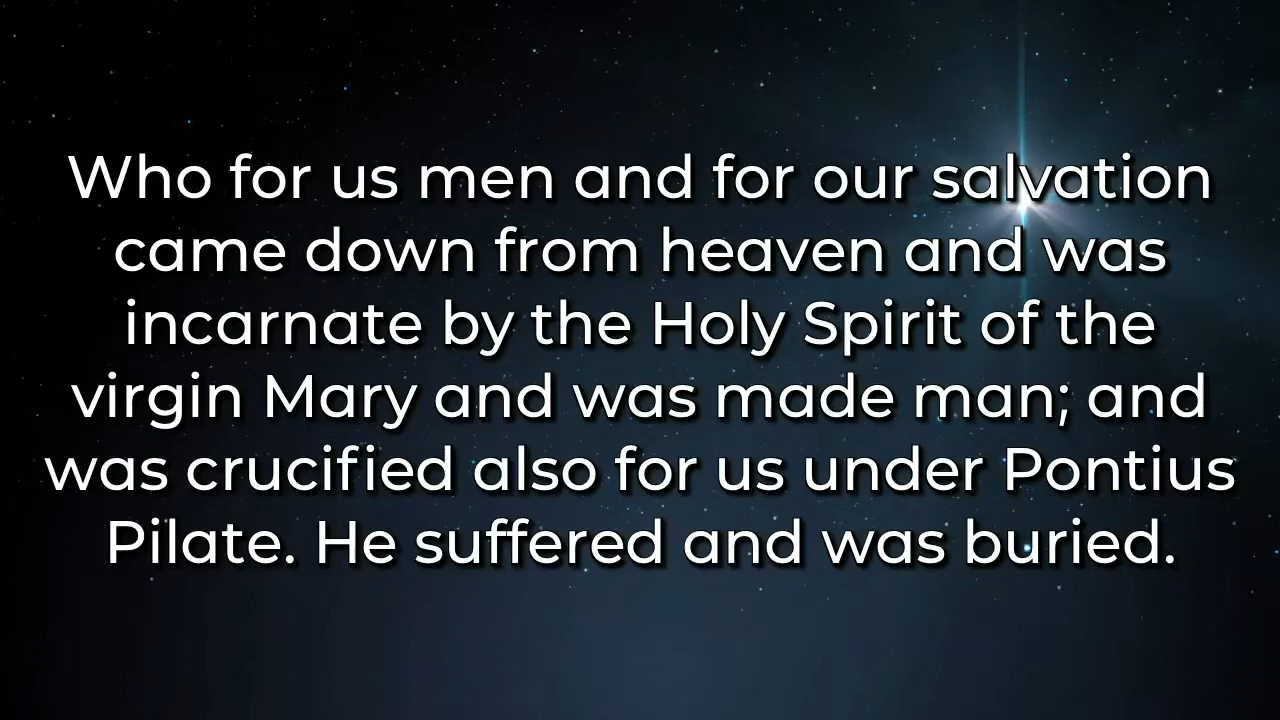 Who for us men and for our salvation
came down from heaven and was
incarnate by the Holy Spirit of the
virgin Mary and was made man; and
was crucified also for us under Pontius
Pilate. He suffered and was buried.